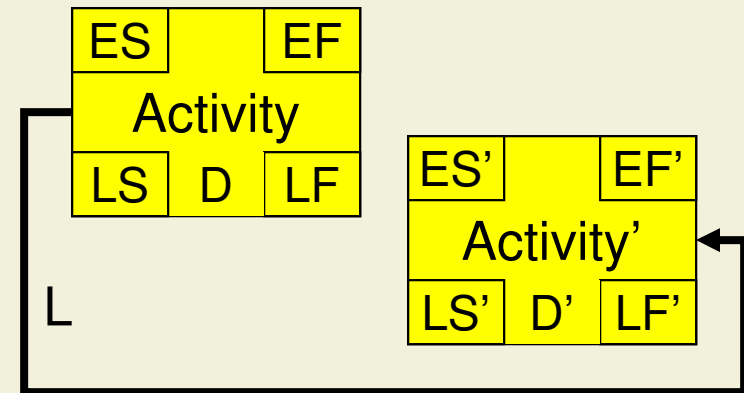 ES EF
Activity
LS D LF
L
ES’ EF’
Activity’
LS’ D’ LF’